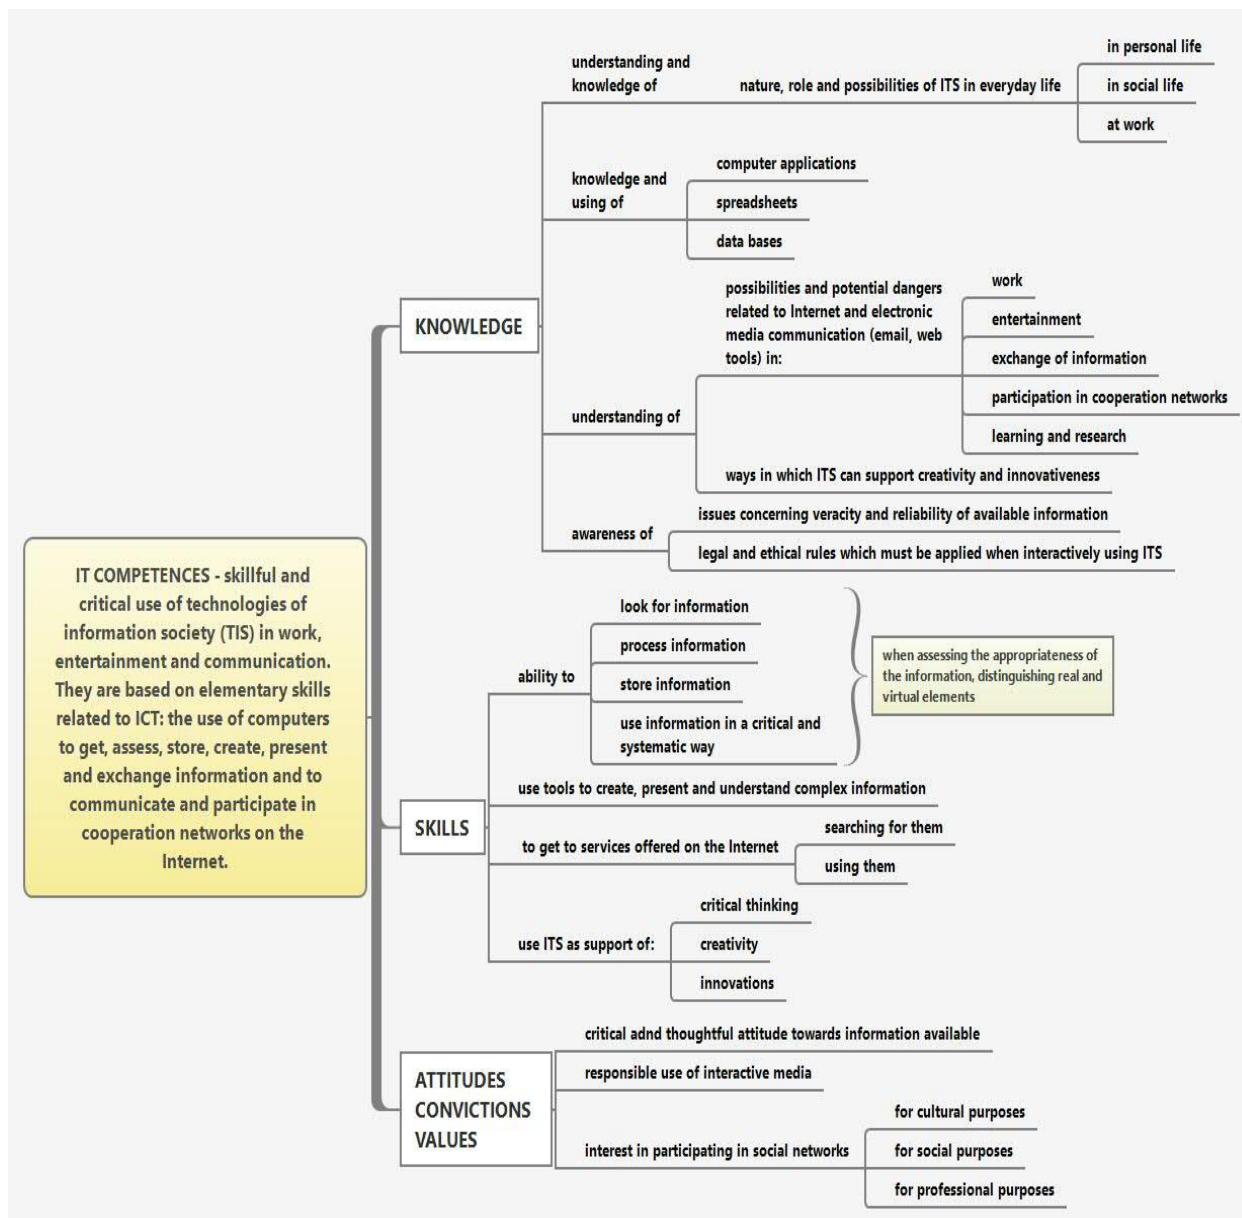 IT COMPETENCES - skillful and
critical use of technologies of
information society (TIS) in work,
entertainment and communication.
They are based on elementary skills
related to ICT: the use of computers
to get, assess, store, create, present
and exchange information and to
communicate and participate in
cooperation networks on the
Internet.
KNOWLEDGE
understanding and
knowledge of
nature, role and possibilities of ITS in everyday life
in personal life
in social life
at work
knowledge and
using of
computer applications
spreadsheets
data bases
understanding of
possibilities and potential dangers
related to Internet and electronic
media communication (email, web
tools) in:
work
entertainment
exchange of information
participation in cooperation networks
learning and research
ways in which ITS can support creativity and innovativeness
awareness of
issues concerning veracity and reliability of available information
legal and ethical rules which must be applied when interactively using ITS
SKILLS
ability to
look for information
process information
store information
use information in a critical and
systematic way
when assessing the appropriateness of
the information, distinguishing real and
virtual elements
use tools to create, present and understand complex information
to get to services offered on the Internet
searching for them
using them
use ITS as support of:
critical thinking
creativity
innovations
ATTITUDES
CONVICTIONS
VALUES
critical adnd thoughtful attitude towards information available
responsible use of interactive media
interest in participating in social networks
for cultural purposes
for social purposes
for professional purposes